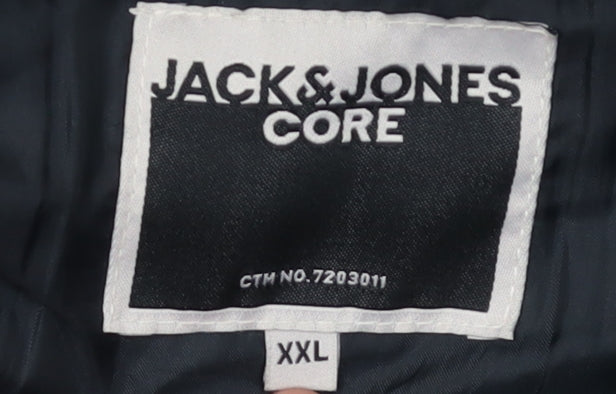 JACK&JONES
CORE
CTM NO.7203011
XXL